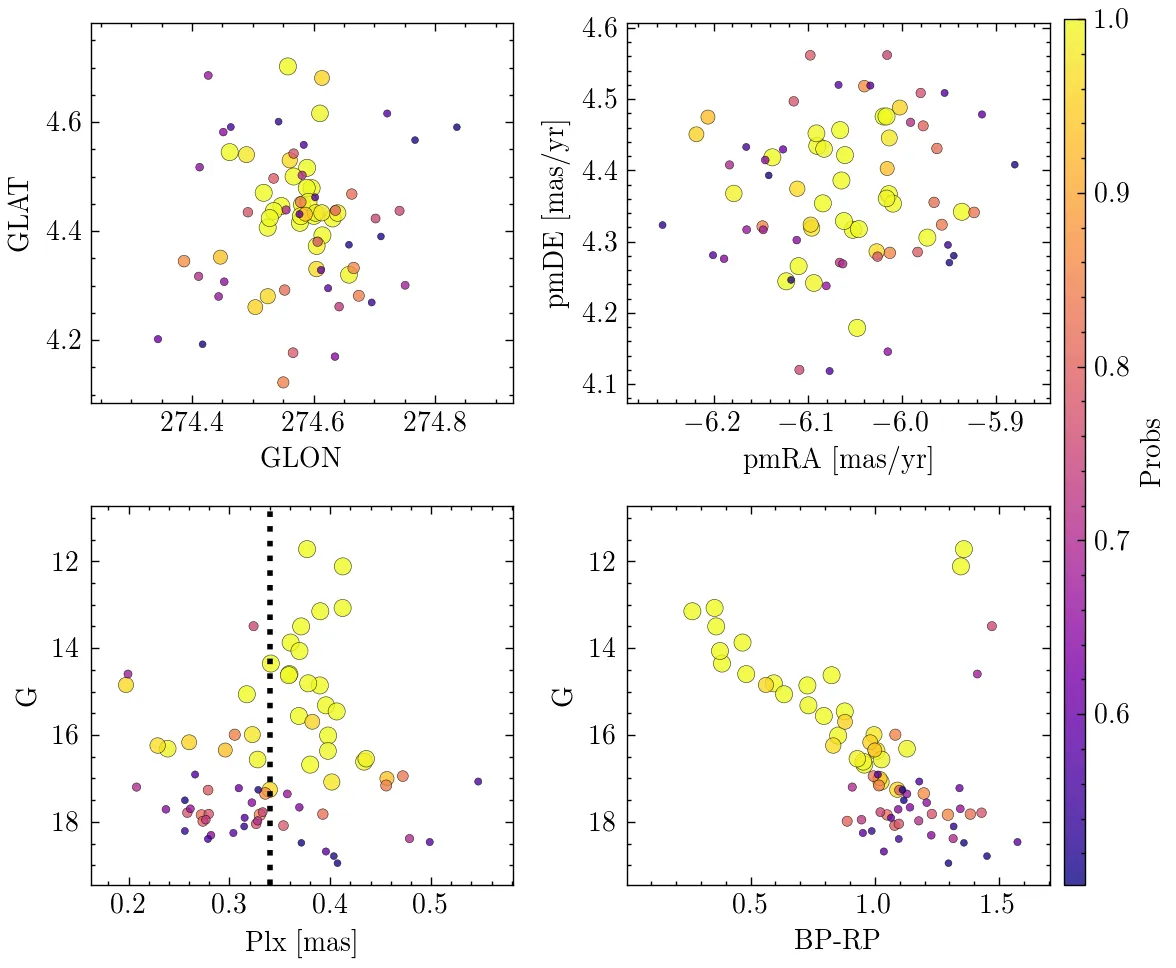 4.6
4.4
4.2
GLAT
274.4 274.6 274.8
GLON
4.6
4.5
4.4
4.3
4.2
4.1
pmDE [mas/yr]
−6.2 −6.1 −6.0 −5.9
pmRA [mas/yr]
12
14
16
18
G
0.2 0.3 0.4 0.5
Plx [mas]
12
14
16
18
G
0.5 1.0 1.5
BP-RP
1.0
0.9
0.8
0.7
0.6
Probs